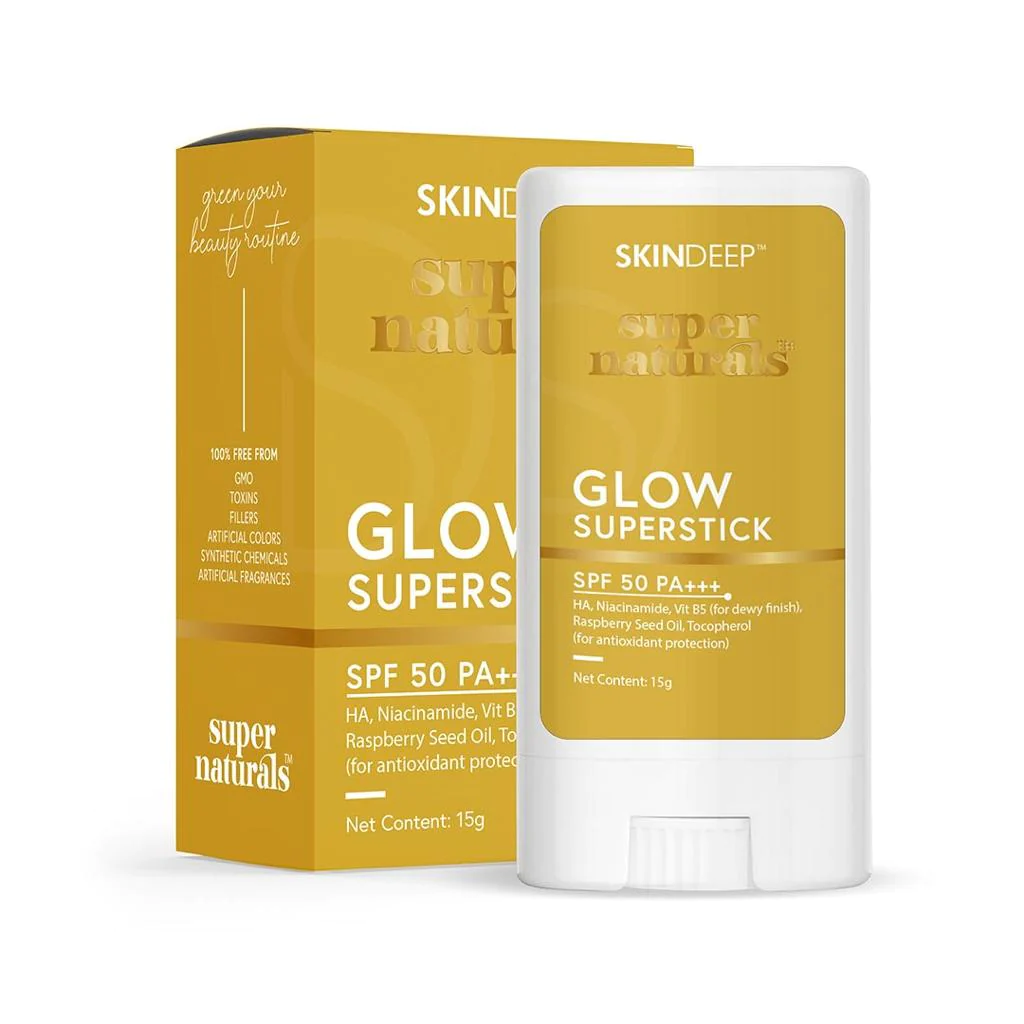 green your
beauty routine
100% FREE FROM
GMO
TOXINS
FILLERS
ARTIFICIAL COLORS
SYNTHETIC CHEMICALS
ARTIFICIAL FRAGRANCES
super
naturals™
SKIND
sup
natu
GLOW
SUPERS
SPF 50 PA++
HA, Niacinamide, Vit B
Raspberry Seed Oil, To
(for antioxidant protec
Net Content: 15g
SKINDEEP™
super
naturals
GLOW
SUPERSTICK
SPF 50 PA+++
HA, Niacinamide, Vit B5 (for dewy finish),
Raspberry Seed Oil, Tocopherol
(for antioxidant protection)
Net Content: 15g